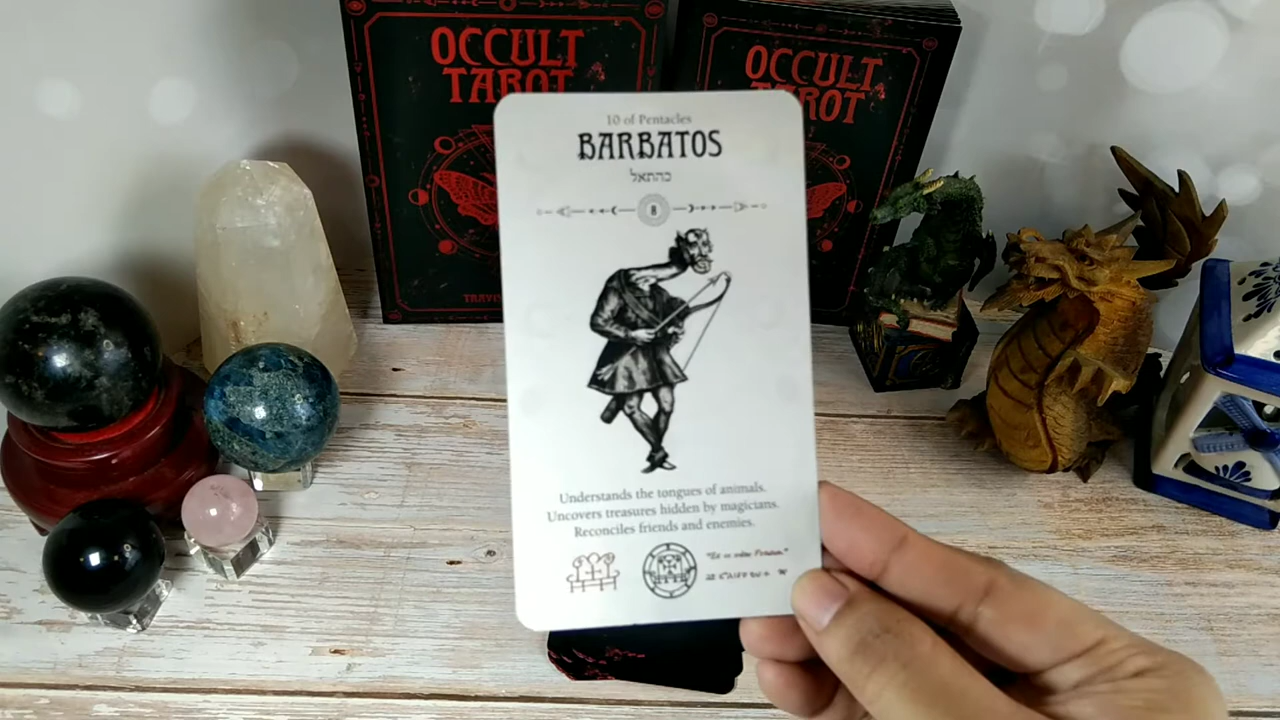 OCCULT
TAROT
OCCULT
TAROT
10 of Pentacles
BARBATOS
כהתאל
8
Understands the tongues of animals.
Uncovers treasures hidden by magicians.
Reconciles friends and enemies.